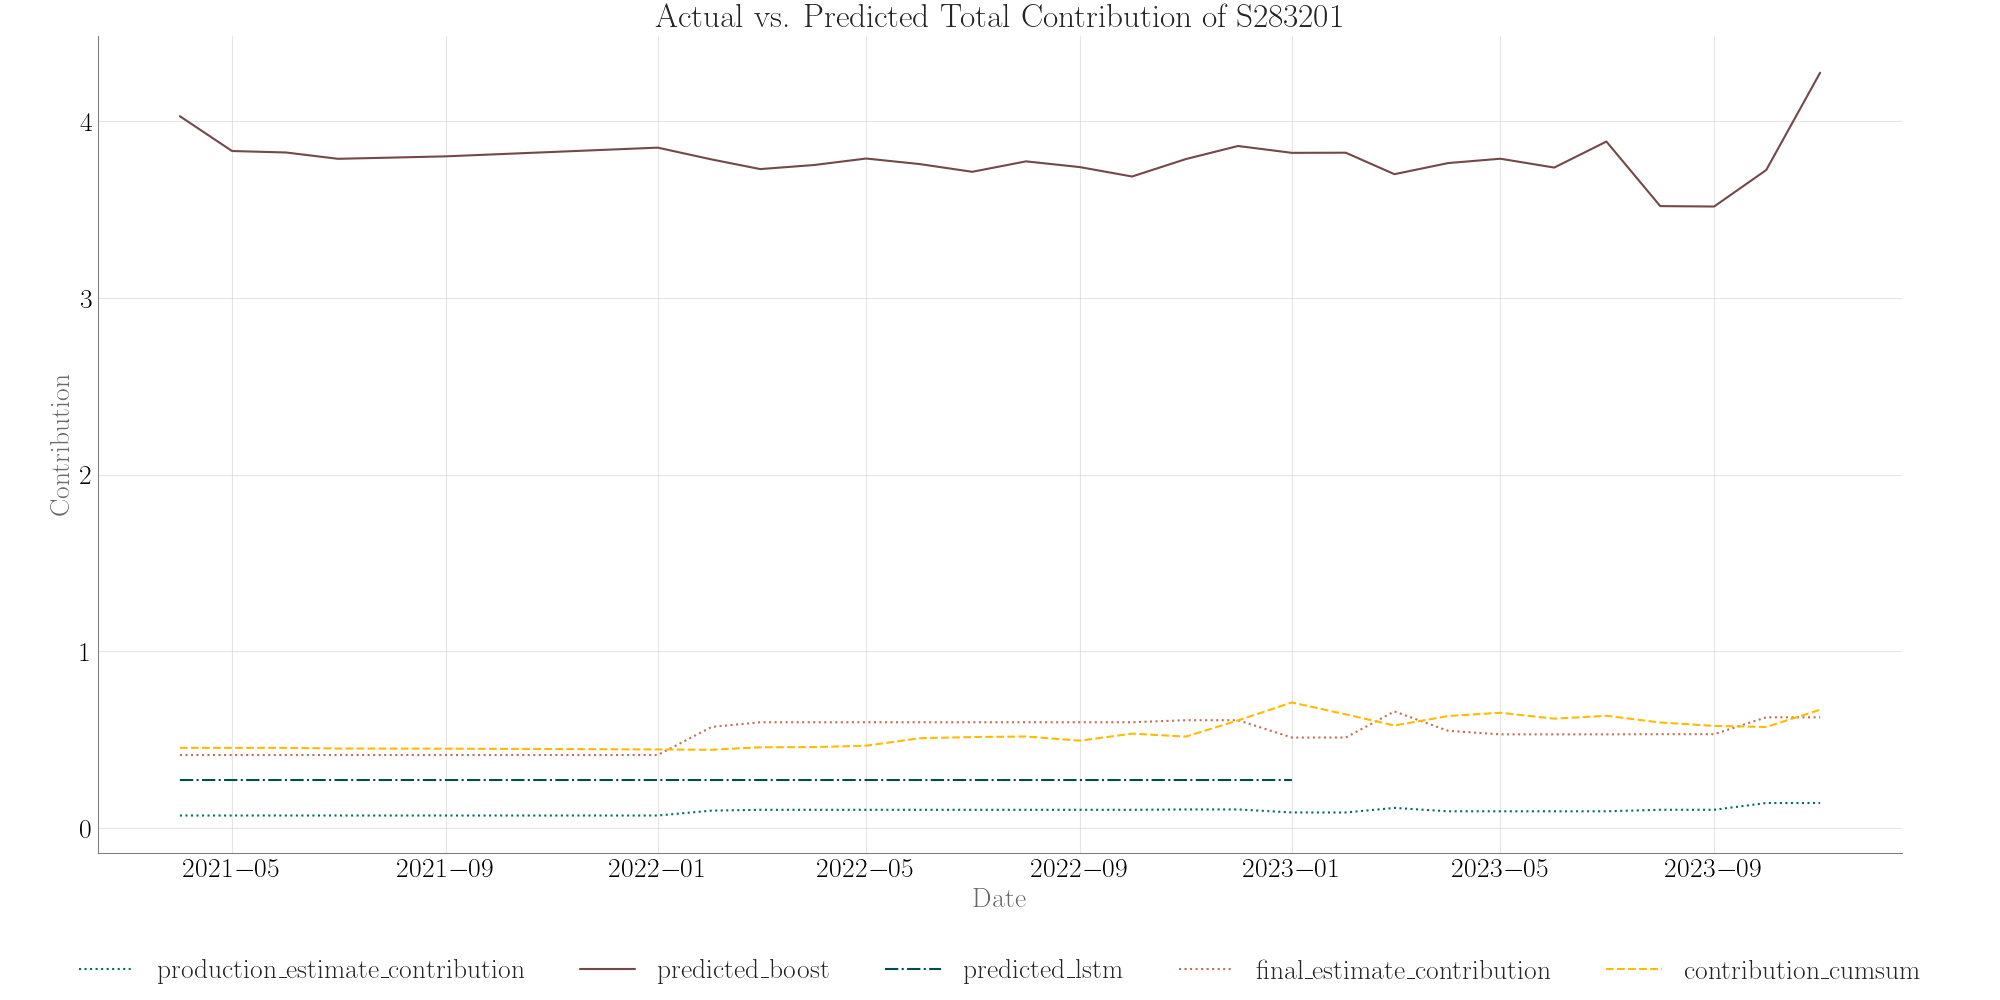 Actual vs. Predicted Total Contribution of S283201
Contribution
4
3
2
1
0
2021−05 2021−09 2022−01 2022−05 2022−09 2023−01 2023−05 2023−09
Date
production_estimate_contribution predicted_boost predicted_lstm final_estimate_contribution contribution_cumsum